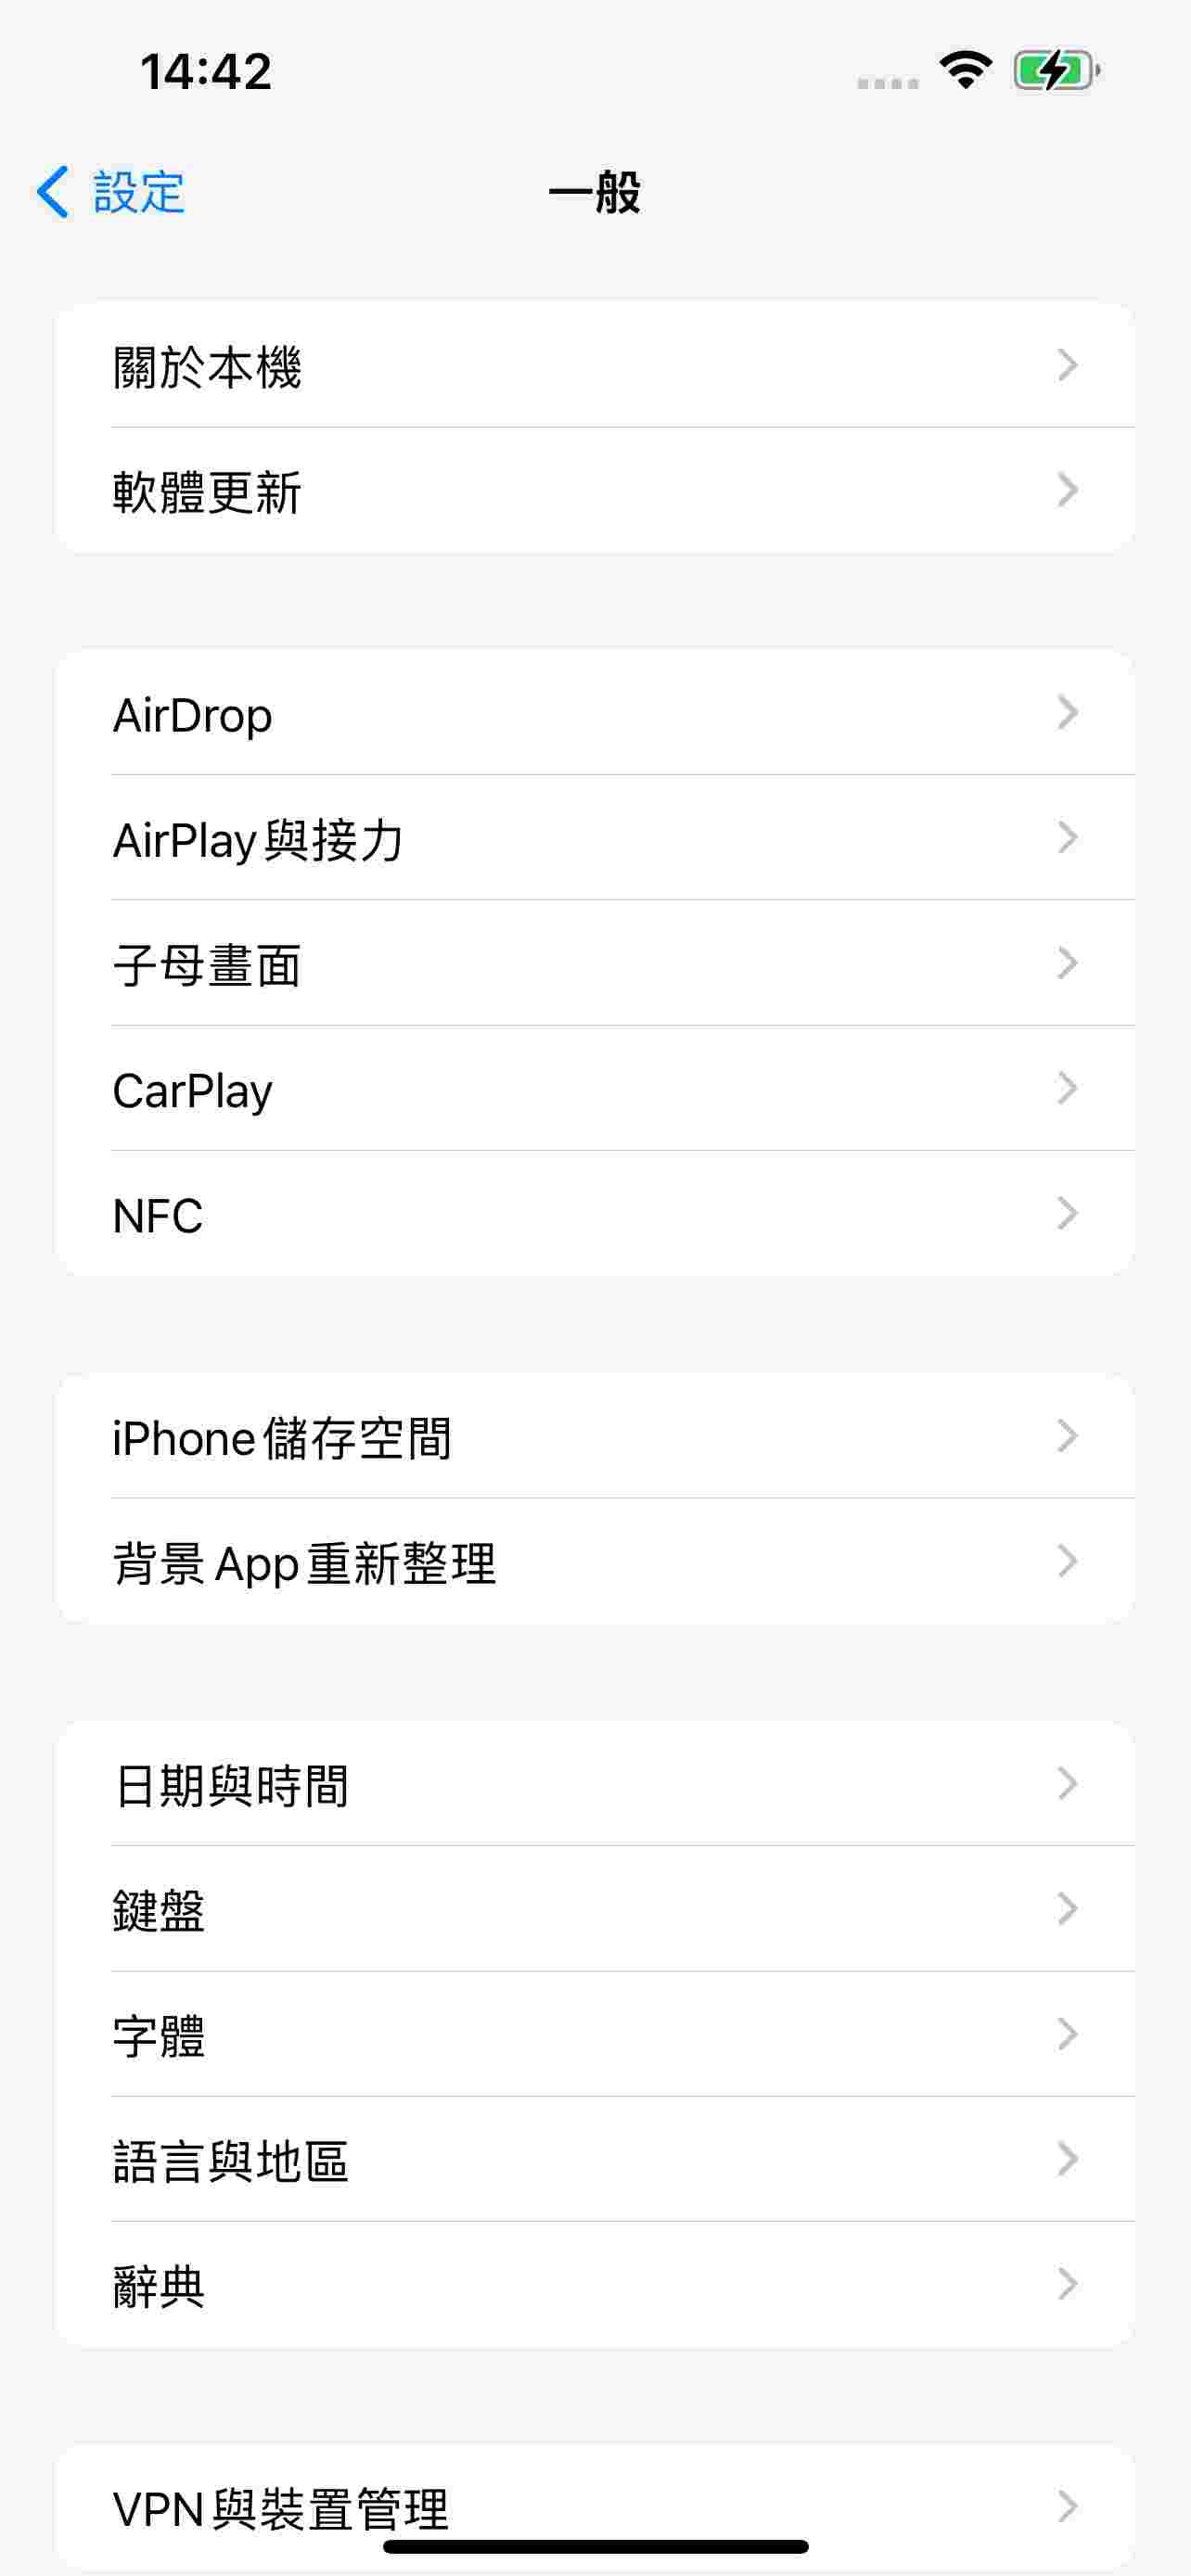 14:42
設定
一般
關於本機
軟體更新
AirDrop
AirPlay與接力
子母畫面
CarPlay
NFC
iPhone儲存空間
背景App重新整理
日期與時間
鍵盤
字體
語言與地區
辭典
VPN與裝置管理